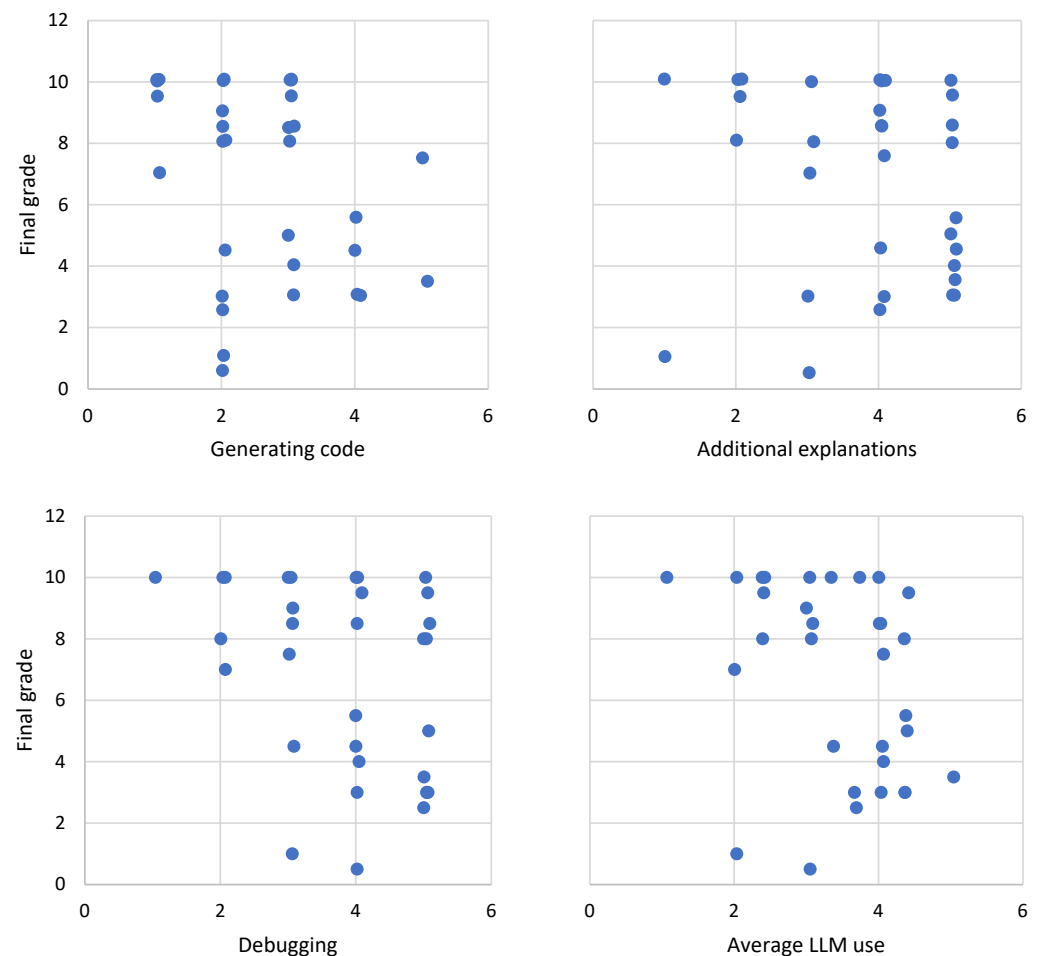 12
10
8
6
4
2
0
Final grade
0 2 4 6
Generating code
0 2 4 6
Additional explanations
12
10
8
6
4
2
0
Final grade
0 2 4 6
Debugging
0 2 4 6
Average LLM use